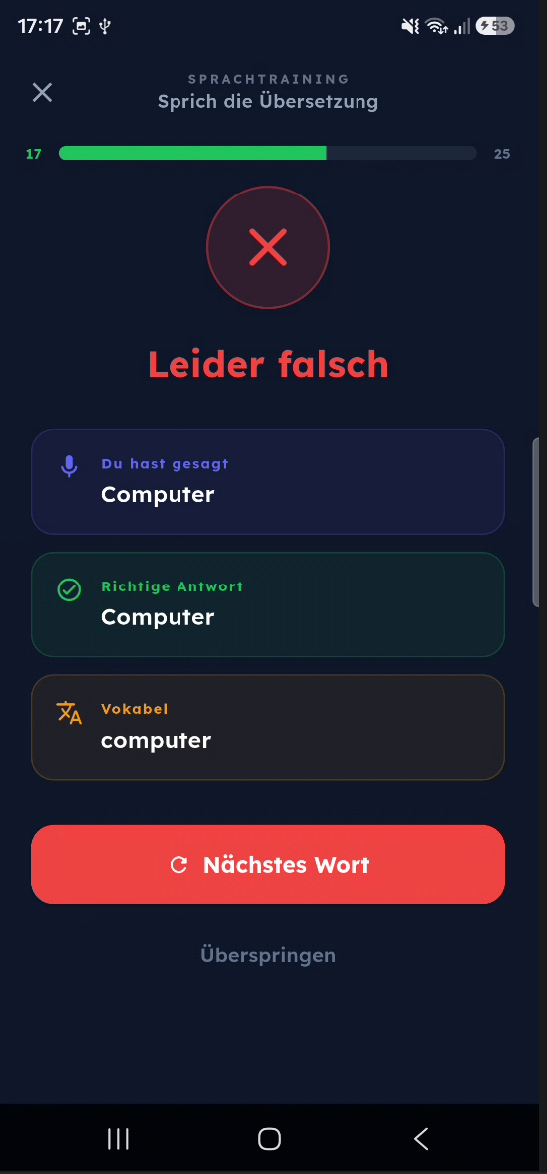 17:17
53
SPRACHTRAINING
Sprich die Übersetzung
17
25
Leider falsch
Du hast gesagt
Computer
Richtige Antwort
Computer
Vokabel
computer
Nächstes Wort
Überspringen